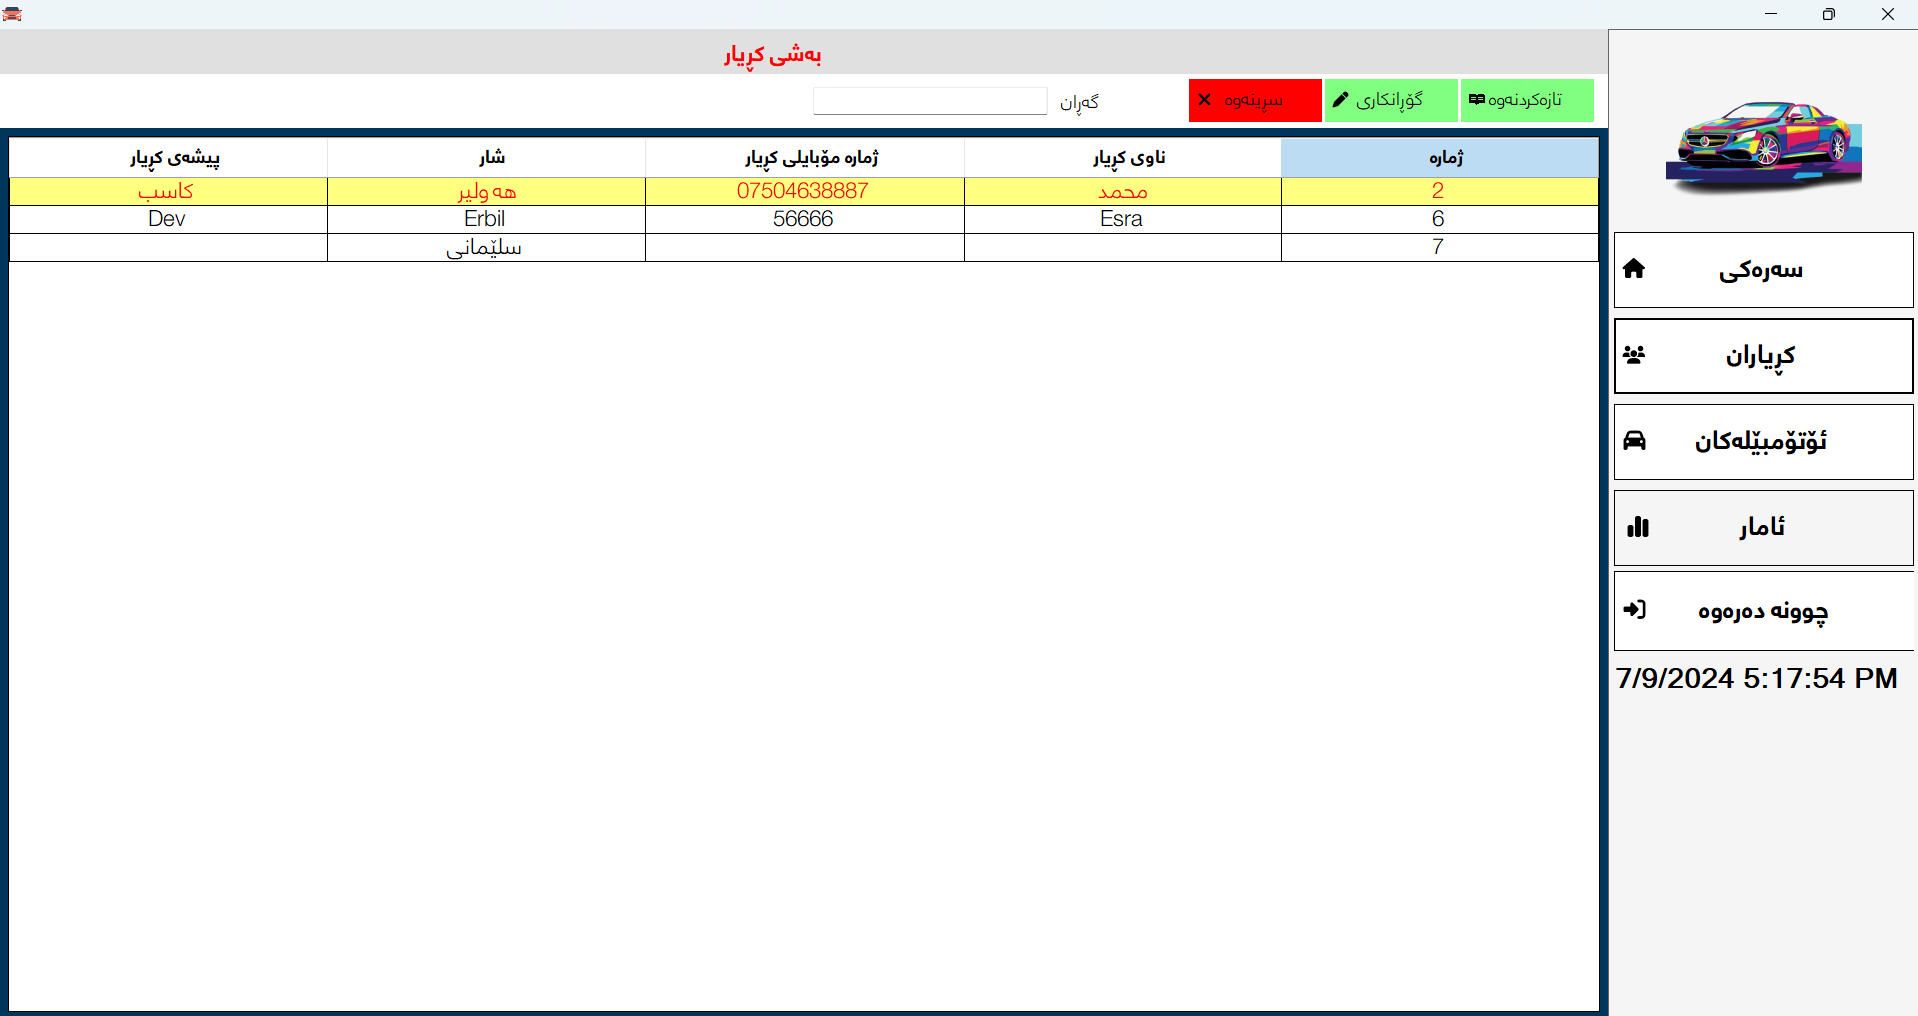 بەشی کڕیار
تازەکردنەوە
گۆڕانکاری
سڕینەوە
گەڕان
ژمارە ناوی کڕیار ژمارە مۆبایلی کڕیار شار پیشەی کڕیار
2 محمد 07504638887 هه ولیر کاسب
6 Esra 56666 Erbil Dev
7 سلێمانی
سەرەکی
کڕیاران
ئۆتۆمبێلەکان
ئامار
چوونە دەرەوە
7/9/2024 5:17:54 PM